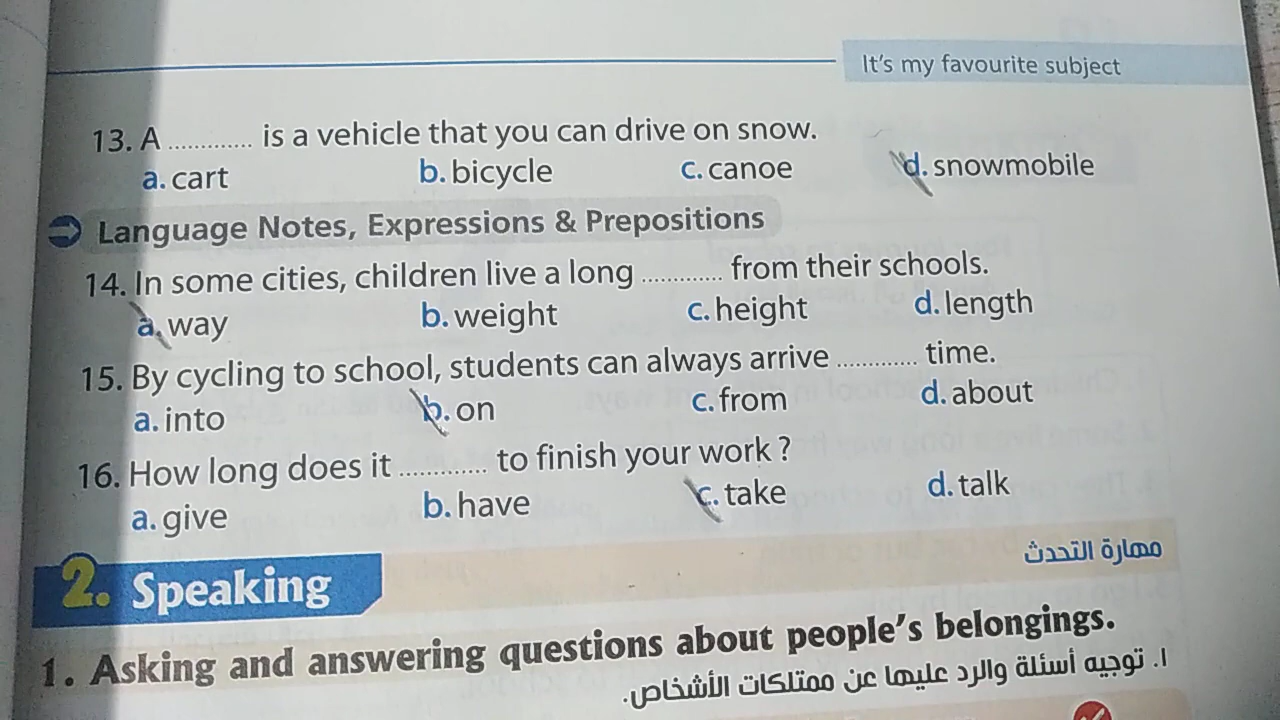 It's my favourite subject
13. A ............ is a vehicle that you can drive on snow.
a. cart b. bicycle c. canoe d. snowmobile
Language Notes, Expressions & Prepositions
14. In some cities, children live a long ............ from their schools.
a. way b. weight c. height d. length
15. By cycling to school, students can always arrive ............ time.
a. into b. on c. from d. about
16. How long does it ............ to finish your work ?
a. give b. have c. take d. talk
2. Speaking مهارة التحدث
1. Asking and answering questions about people's belongings.
١. توجيه أسئلة والرد عليها عن ممتلكات الأشخاص.